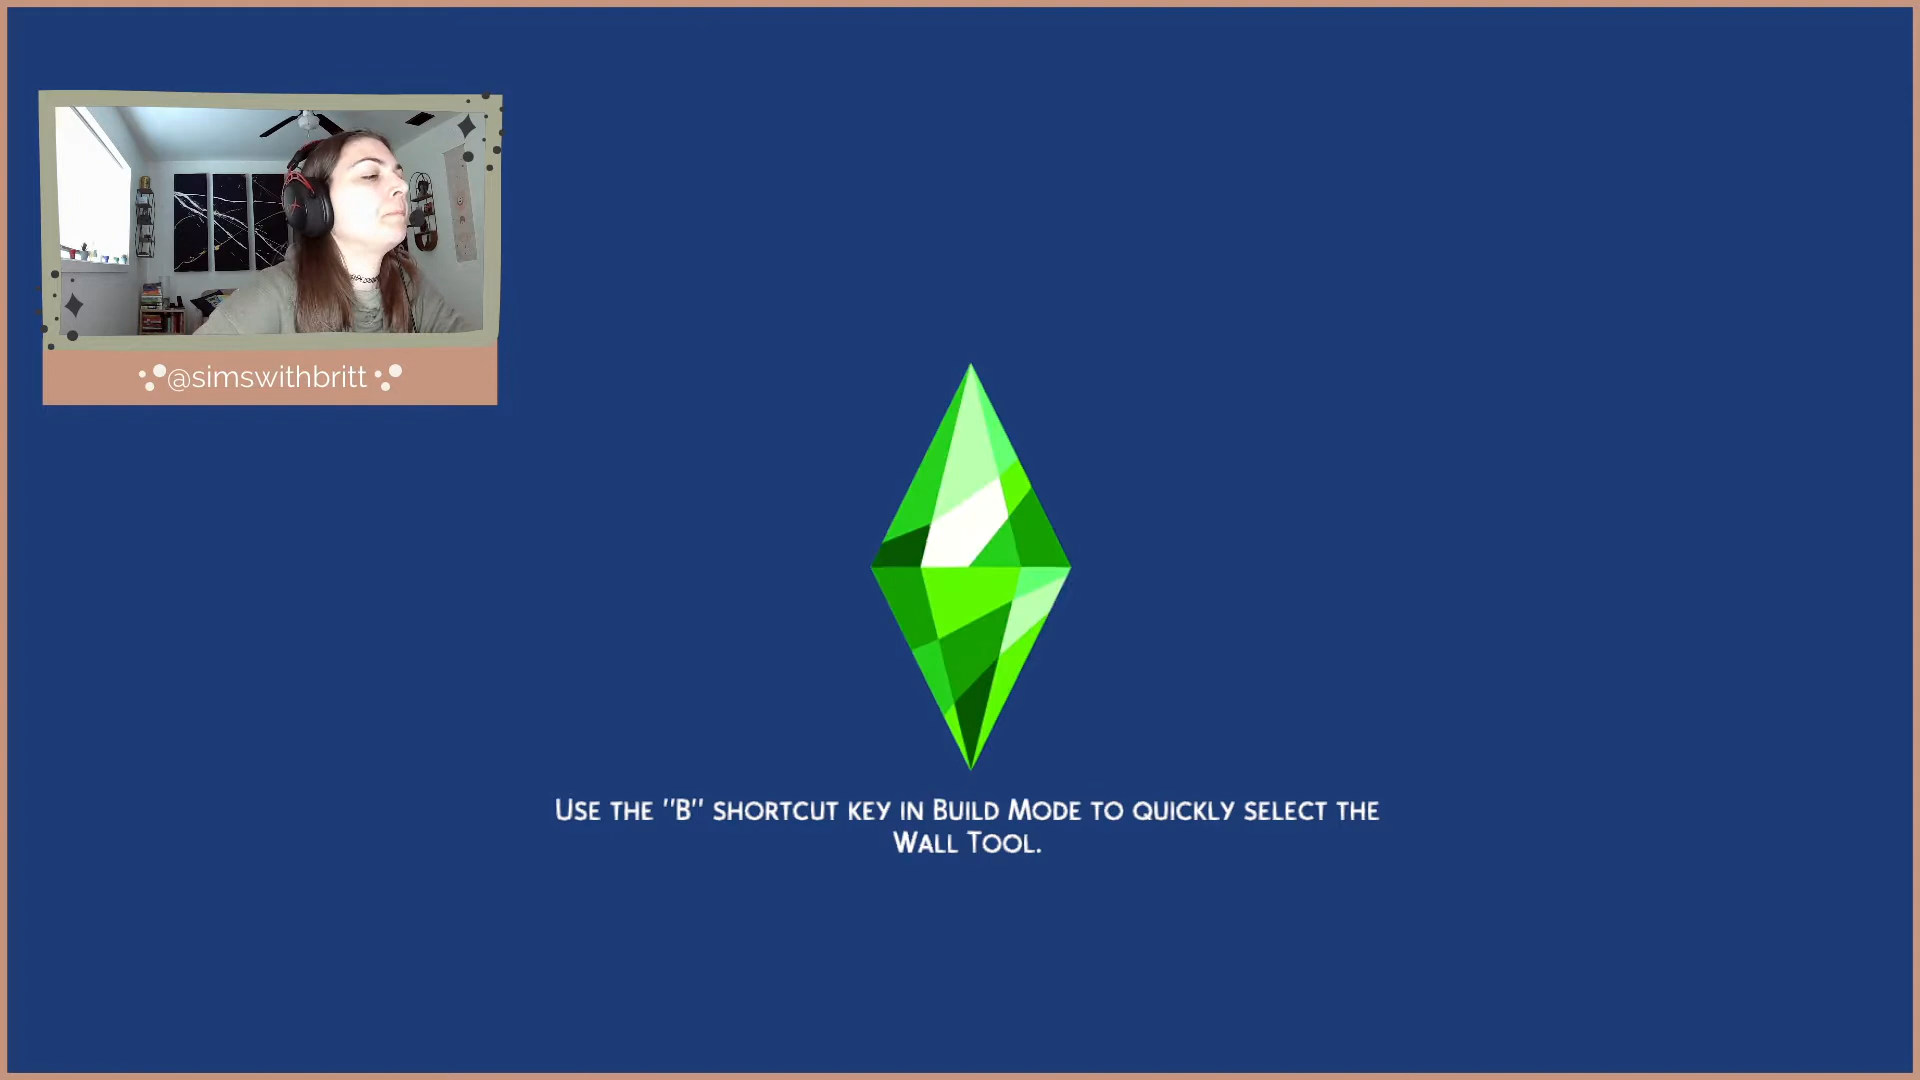 @simswithbritt
Use the "B" shortcut key in Build Mode to quickly select the
Wall Tool.